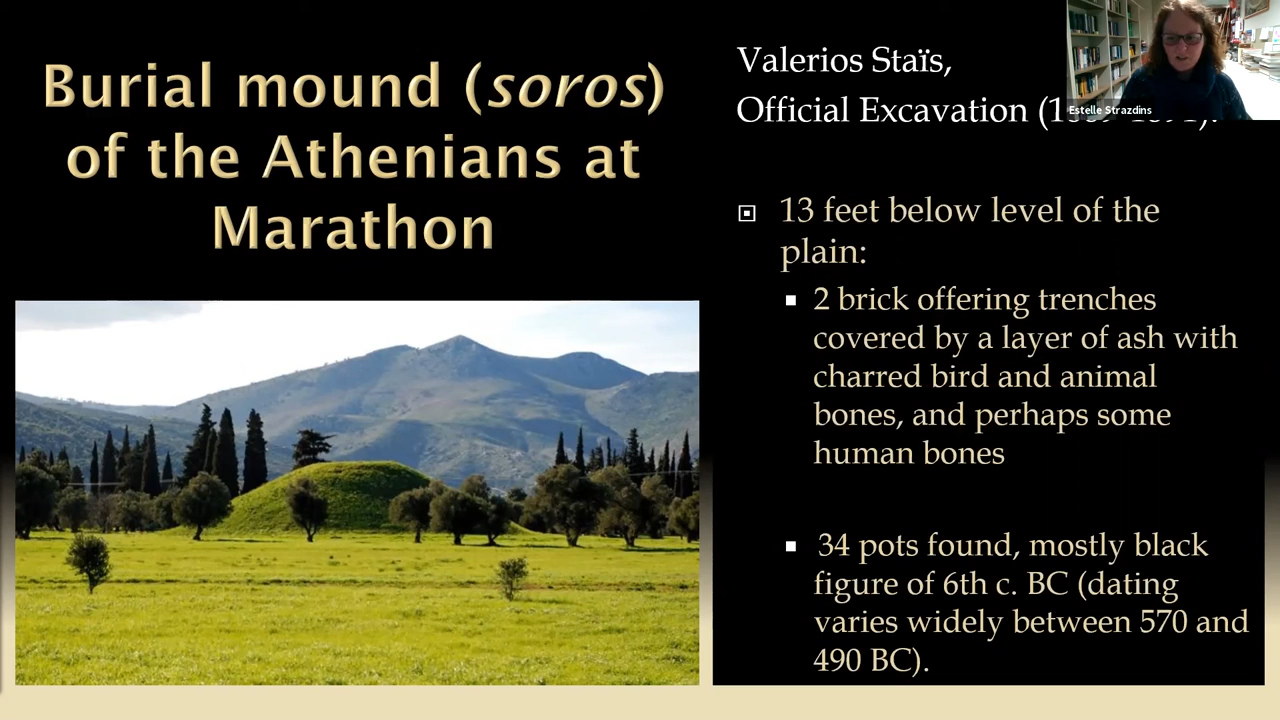 Burial mound (soros)
of the Athenians at
Marathon
Valerios Staïs,
Official Excavation
Estelle Strazdins
13 feet below level of the
plain:
2 brick offering trenches
covered by a layer of ash with
charred bird and animal
bones, and perhaps some
human bones
34 pots found, mostly black
figure of 6th c. BC (dating
varies widely between 570 and
490 BC).